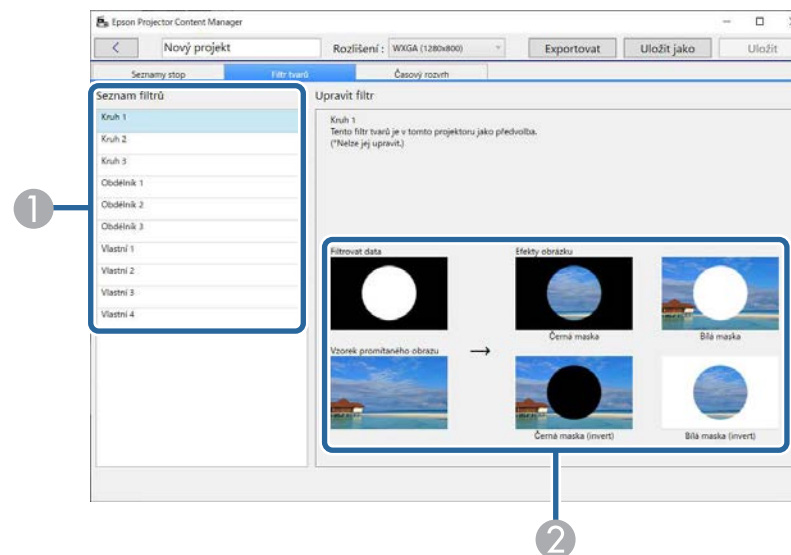 Epson Projector Content Manager
Nový projekt
Rozlišení :
WXGA (1280x800)
Exportovat
Uložit jako
Uložit
Seznamy stop
Filtr tvarů
Časový rozvrh
Seznam filtrů
Kruh 1
Kruh 2
Kruh 3
Obdélník 1
Obdélník 2
Obdélník 3
Vlastní 1
Vlastní 2
Vlastní 3
Vlastní 4
Upravit filtr
Kruh 1
Tento filtr tvarů je v tomto projektoru jako předvolba.
(*Nelze jej upravit.)
Filtrovat data
Efekty obrázku
Černá maska
Bílá maska
Vzorek promítaného obrazu
Černá maska (invert)
Bílá maska (invert)
1
2